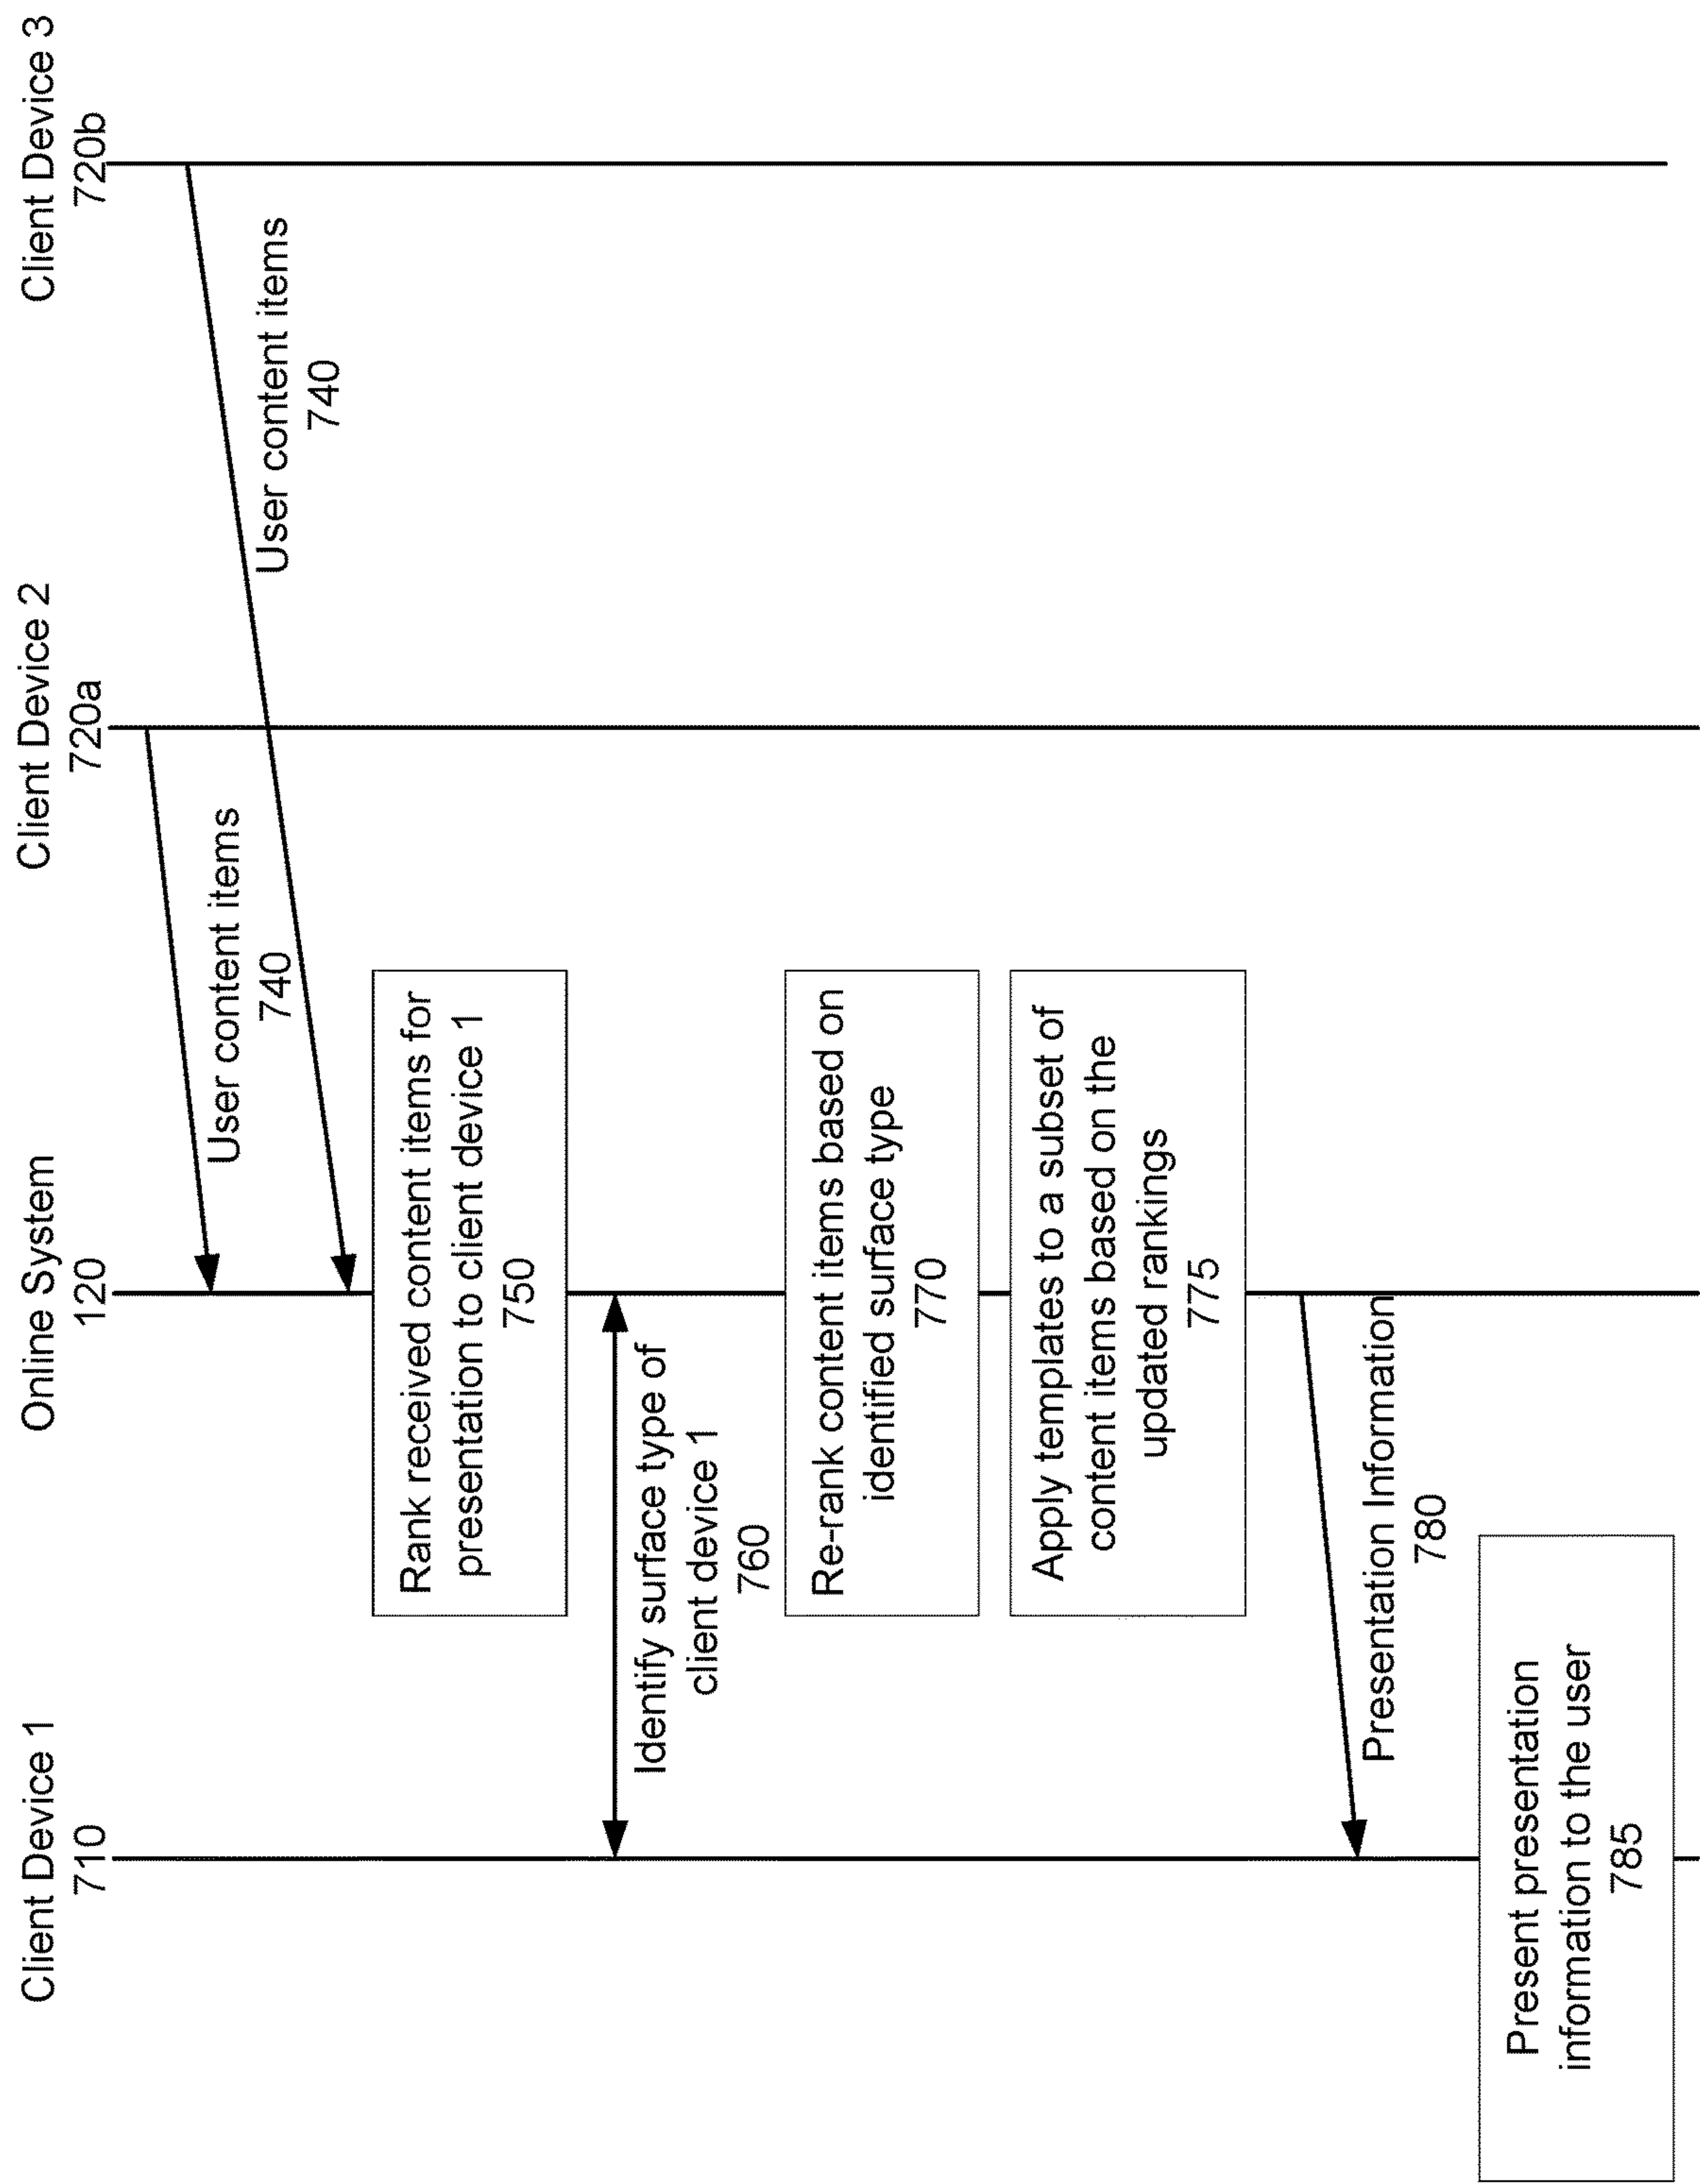 Client Device 1
710
Online System
120
Client Device 2
720a
Client Device 3
720b
User content items
740
User content items
740
Rank received content items for
presentation to client device 1
750
Identify surface type of
client device 1
760
Re-rank content items based on
identified surface type
770
Apply templates to a subset of
content items based on the
updated rankings
775
Presentation Information
780
Present presentation
information to the user
785